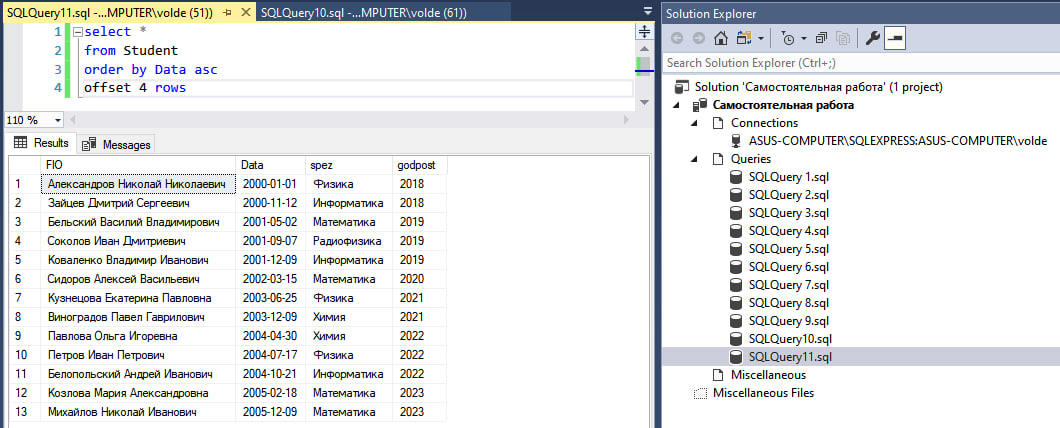 SQLQuery11.sql -...MPUTER\volde (51))
SQLQuery10.sql -...MPUTER\volde (61))
1 select *
2 from Student
3 order by Data asc
4 offset 4 rows
110 %
Results Messages
FIO Data spez godpost
1 Александров Николай Николаевич 2000-01-01 Физика 2018
2 Зайцев Дмитрий Сергеевич 2000-11-12 Информатика 2018
3 Бельский Василий Владимирович 2001-05-02 Математика 2019
4 Соколов Иван Дмитриевич 2001-09-07 Радиофизика 2019
5 Коваленко Владимир Иванович 2001-12-09 Информатика 2019
6 Сидоров Алексей Васильевич 2002-03-15 Математика 2020
7 Кузнецова Екатерина Павловна 2003-06-25 Физика 2021
8 Виноградов Павел Гаврилович 2003-12-09 Химия 2021
9 Павлова Ольга Игоревна 2004-04-30 Химия 2022
10 Петров Иван Петрович 2004-07-17 Физика 2022
11 Белопольский Андрей Иванович 2004-10-21 Информатика 2022
12 Козлова Мария Александровна 2005-02-18 Математика 2023
13 Михайлов Николай Иванович 2005-12-09 Математика 2023
Solution Explorer
Search Solution Explorer (Ctrl+;)
Solution 'Самостоятельная работа' (1 project)
Самостоятельная работа
Connections
ASUS-COMPUTER\SQLEXPRESS:ASUS-COMPUTER\volde
Queries
SQLQuery 1.sql
SQLQuery 2.sql
SQLQuery 3.sql
SQLQuery 4.sql
SQLQuery 5.sql
SQLQuery 6.sql
SQLQuery 7.sql
SQLQuery 8.sql
SQLQuery 9.sql
SQLQuery10.sql
SQLQuery11.sql
Miscellaneous
Miscellaneous Files